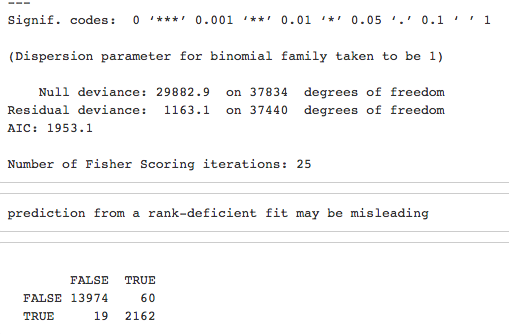 ---
Signif. codes:  0 ‘***’ 0.001 ‘**’ 0.01 ‘*’ 0.05 ‘.’ 0.1 ‘ ’ 1
(Dispersion parameter for binomial family taken to be 1)
Null deviance: 29882.9  on 37834  degrees of freedom
Residual deviance:  1163.1  on 37440  degrees of freedom
AIC: 1953.1
Number of Fisher Scoring iterations: 25
prediction from a rank-deficient fit may be misleading
FALSE  TRUE
FALSE 13974    60
TRUE     19  2162